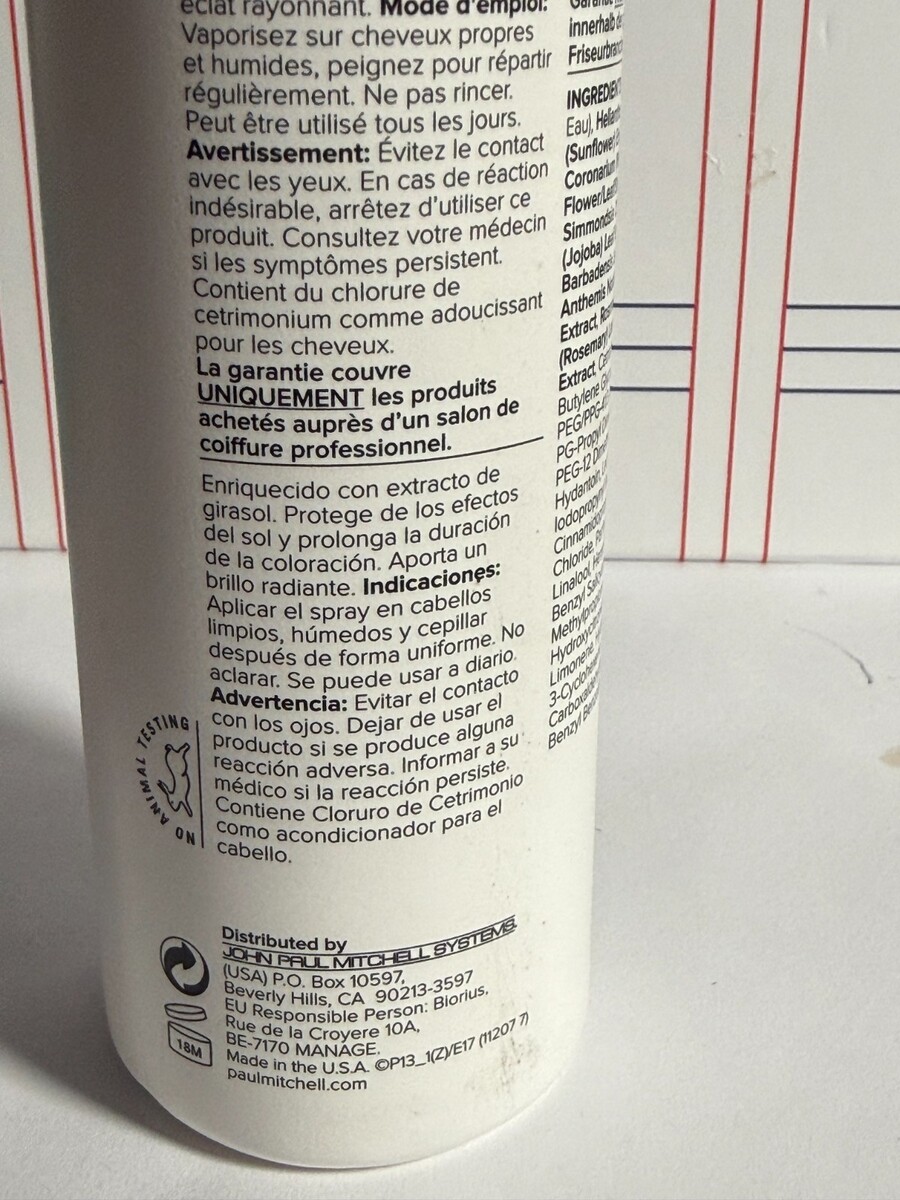 éclat rayonnant. Mode d'emploi:
Vaporisez sur cheveux propres
et humides, peignez pour répartir
régulièrement. Ne pas rincer.
Peut être utilisé tous les jours.
Avertissement: Évitez le contact
avec les yeux. En cas de réaction
indésirable, arrêtez d'utiliser ce
produit. Consultez votre médecin
si les symptômes persistent.
Contient du chlorure de
cetrimonium comme adoucissant
pour les cheveux.
La garantie couvre
UNIQUEMENT les produits
achetés auprès d'un salon de
coiffure professionnel.
Enriquecido con extracto de
girasol. Protege de los efectos
del sol y prolonga la duración
de la coloración. Aporta un
brillo radiante. Indicaciones:
Aplicar el spray en cabellos
limpios, húmedos y cepillar
después de forma uniforme. No
aclarar. Se puede usar a diario.
Advertencia: Evitar el contacto
con los ojos. Dejar de usar el
producto si se produce alguna
reacción adversa. Informar a su
médico si la reacción persiste.
Contiene Cloruro de Cetrimonio
como acondicionador para el
cabello.
NO ANIMAL TESTING
Distributed by
JOHN PAUL MITCHELL SYSTEMS.
(USA) P.O. Box 10597,
Beverly Hills, CA 90213-3597
EU Responsible Person: Biorius,
Rue de la Croyere 10A,
BE-7170 MANAGE.
Made in the U.S.A. ©P13_1(Z)/E17 (11207 7)
paulmitchell.com
18M
innerhalb
Eau),
(Sunflower)
Coronarium
(Jojoba)
Anthemis
Extract,
(Rosemary)
Extract,
Butylene
PEG-12
Chloride,
Linalool,
Benzyl
Limonene,
Benzyl